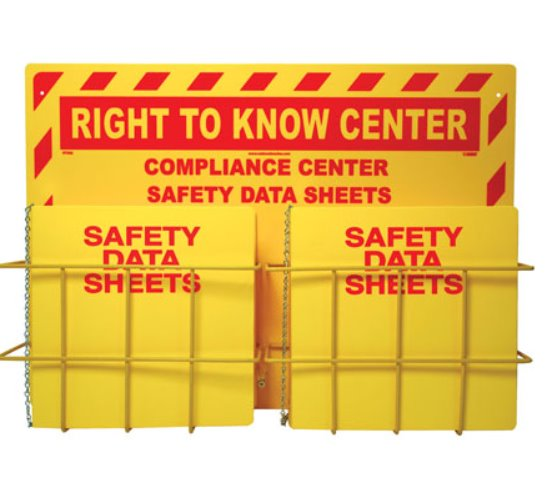 RIGHT TO KNOW CENTER
COMPLIANCE CENTER
SAFETY DATA SHEETS
SAFETY
DATA
SHEETS
SAFETY
DATA
SHEETS